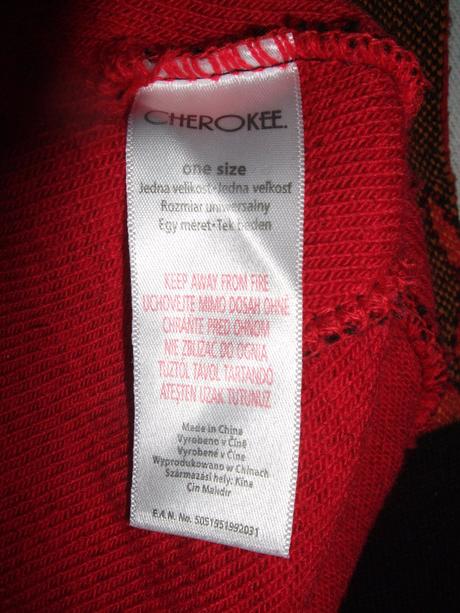 CHEROKEE.
one size
Jedna velikost·Jedna veľkosť
Rozmiar uniwersalny
Egy méret·Tek beden
KEEP AWAY FROM FIRE
UCHOVEJTE MIMO DOSAH OHNĚ
CHRÁŇTE PRED OHŇOM
NIE ZBLIŻAĆ DO OGNIA
TŰZTŐL TÁVOL TARTANDÓ
ATEŞTEN UZAK TUTUNUZ
Made in China
Vyrobeno v Číně
Vyrobené v Číne
Wyprodukowano w Chinach
Származási hely: Kína
Çin Malıdır
E.A.N. No. 5051951992031